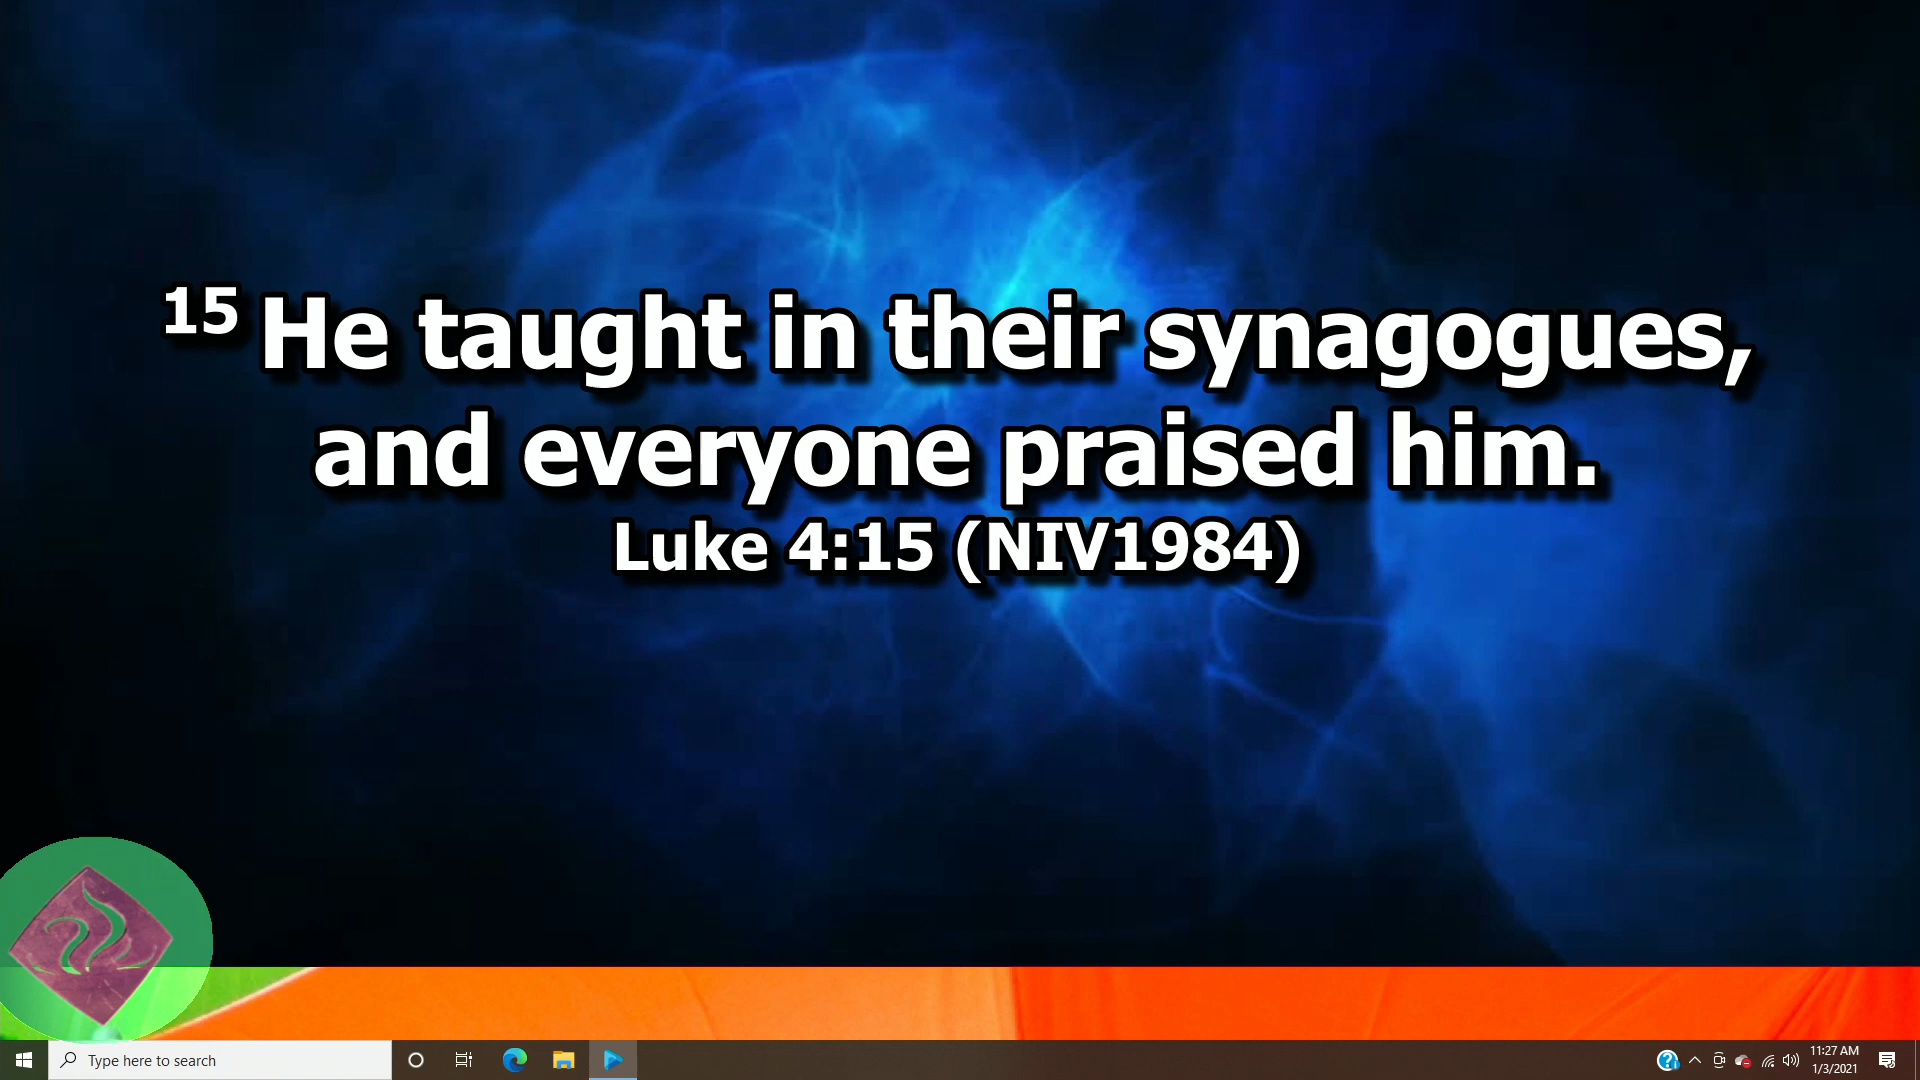 15 He taught in their synagogues,
and everyone praised him.
Luke 4:15 (NIV1984)
Type here to search
11:27 AM
1/3/2021